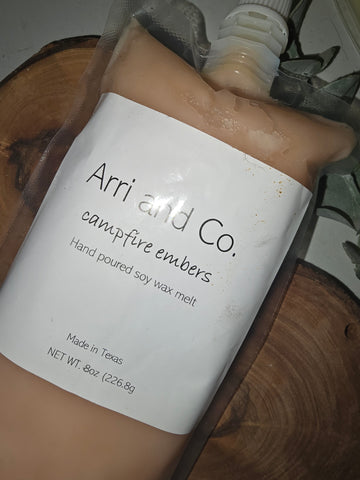 Arri and Co.
campfire embers
Hand poured soy wax melt
Made in Texas
NET WT. 8oz (226.8g